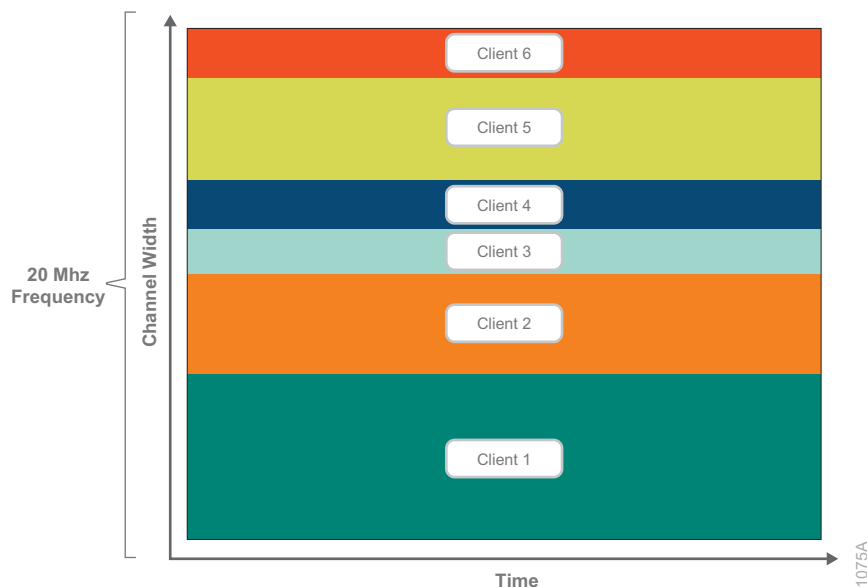 Client 6
Client 5
Client 4
Client 3
Client 2
Client 1
20 Mhz
Frequency
Channel Width
Time
1075A